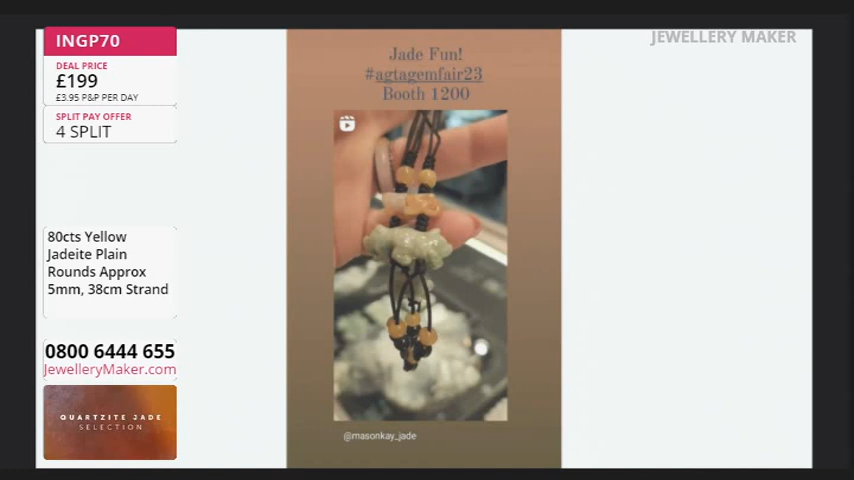 INGP70
DEAL PRICE
£199
£3.95 P&P PER DAY
SPLIT PAY OFFER
4 SPLIT
80cts Yellow
Jadeite Plain
Rounds Approx
5mm, 38cm Strand
0800 6444 655
JewelleryMaker.com
QUARTZITE JADE
SELECTION
Jade Fun!
#agtagemfair23
Booth 1200
@masonkay_jade
JEWELLERY MAKER